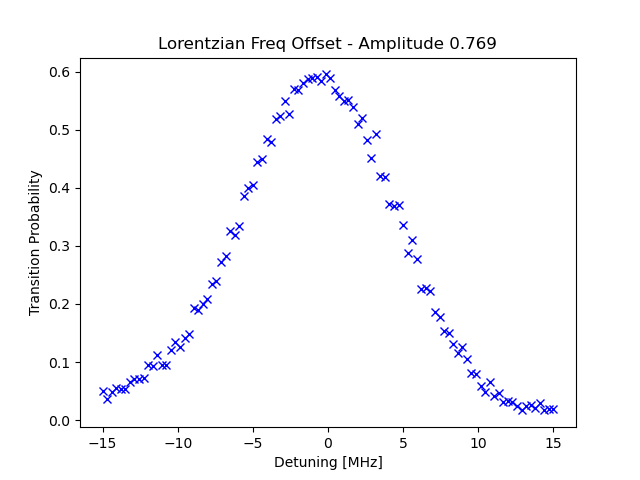 Lorentzian Freq Offset - Amplitude 0.769
Transition Probability
0.6
0.5
0.4
0.3
0.2
0.1
0.0
−15 −10 −5 0 5 10 15
Detuning [MHz]